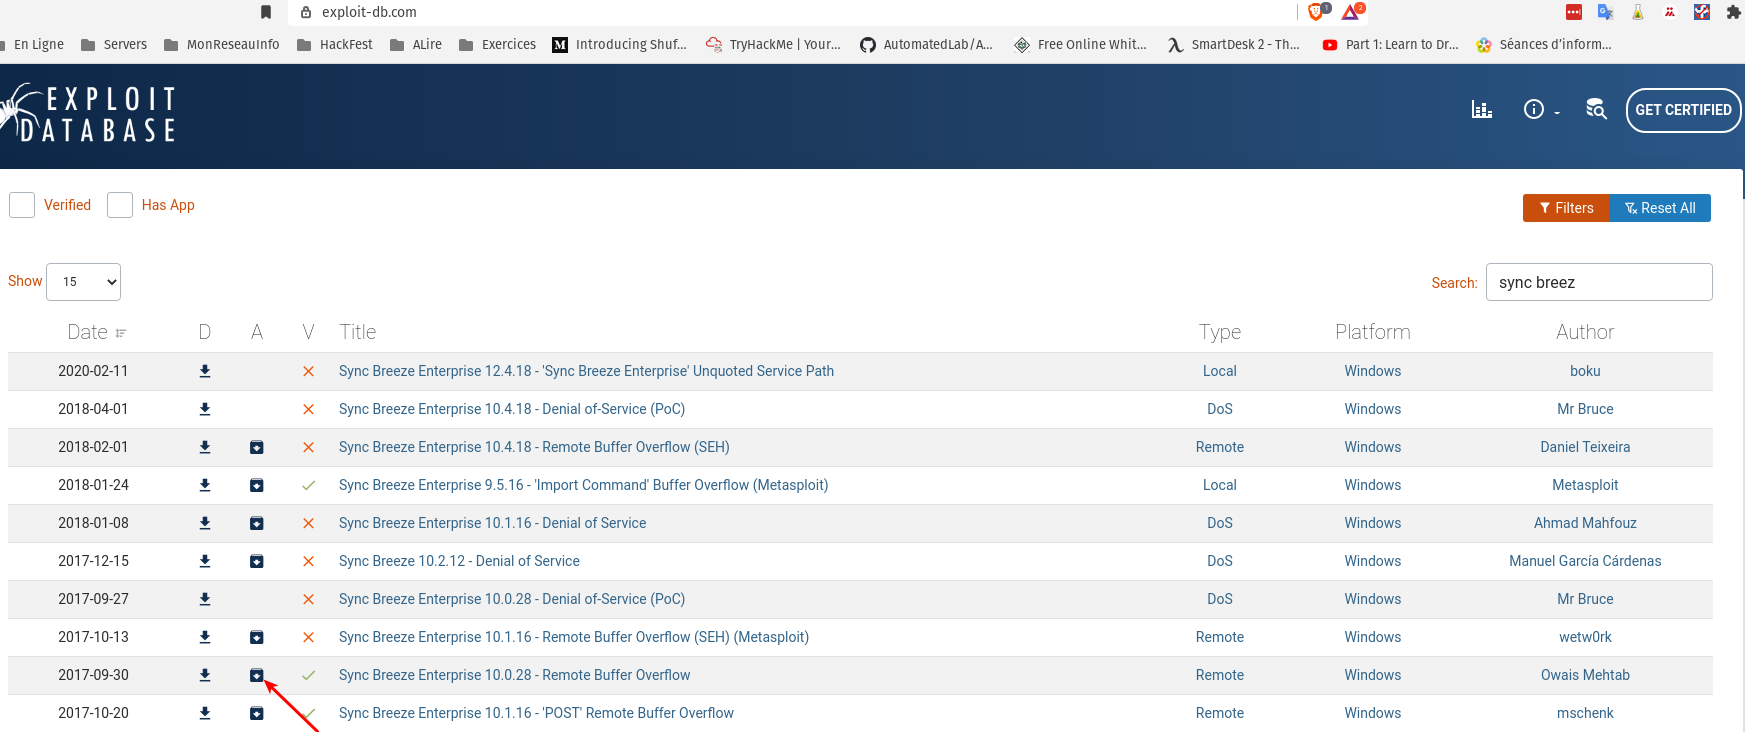 exploit-db.com 1 2
En Ligne Servers MonReseauInfo HackFest ALire Exercices Introducing Shuf... TryHackMe | Your... AutomatedLab/A... Free Online Whit... SmartDesk 2 - Th... Part 1: Learn to Dr... Séances d'inform...
EXPLOIT
DATABASE
GET CERTIFIED
Verified Has App
Filters Reset All
Show 15 Search: sync breez
Date D A V Title Type Platform Author
2020-02-11 Sync Breeze Enterprise 12.4.18 - 'Sync Breeze Enterprise' Unquoted Service Path Local Windows boku
2018-04-01 Sync Breeze Enterprise 10.4.18 - Denial of-Service (PoC) DoS Windows Mr Bruce
2018-02-01 Sync Breeze Enterprise 10.4.18 - Remote Buffer Overflow (SEH) Remote Windows Daniel Teixeira
2018-01-24 Sync Breeze Enterprise 9.5.16 - 'Import Command' Buffer Overflow (Metasploit) Local Windows Metasploit
2018-01-08 Sync Breeze Enterprise 10.1.16 - Denial of Service DoS Windows Ahmad Mahfouz
2017-12-15 Sync Breeze 10.2.12 - Denial of Service DoS Windows Manuel García Cárdenas
2017-09-27 Sync Breeze Enterprise 10.0.28 - Denial of-Service (PoC) DoS Windows Mr Bruce
2017-10-13 Sync Breeze Enterprise 10.1.16 - Remote Buffer Overflow (SEH) (Metasploit) Remote Windows wetw0rk
2017-09-30 Sync Breeze Enterprise 10.0.28 - Remote Buffer Overflow Remote Windows Owais Mehtab
2017-10-20 Sync Breeze Enterprise 10.1.16 - 'POST' Remote Buffer Overflow Remote Windows mschenk